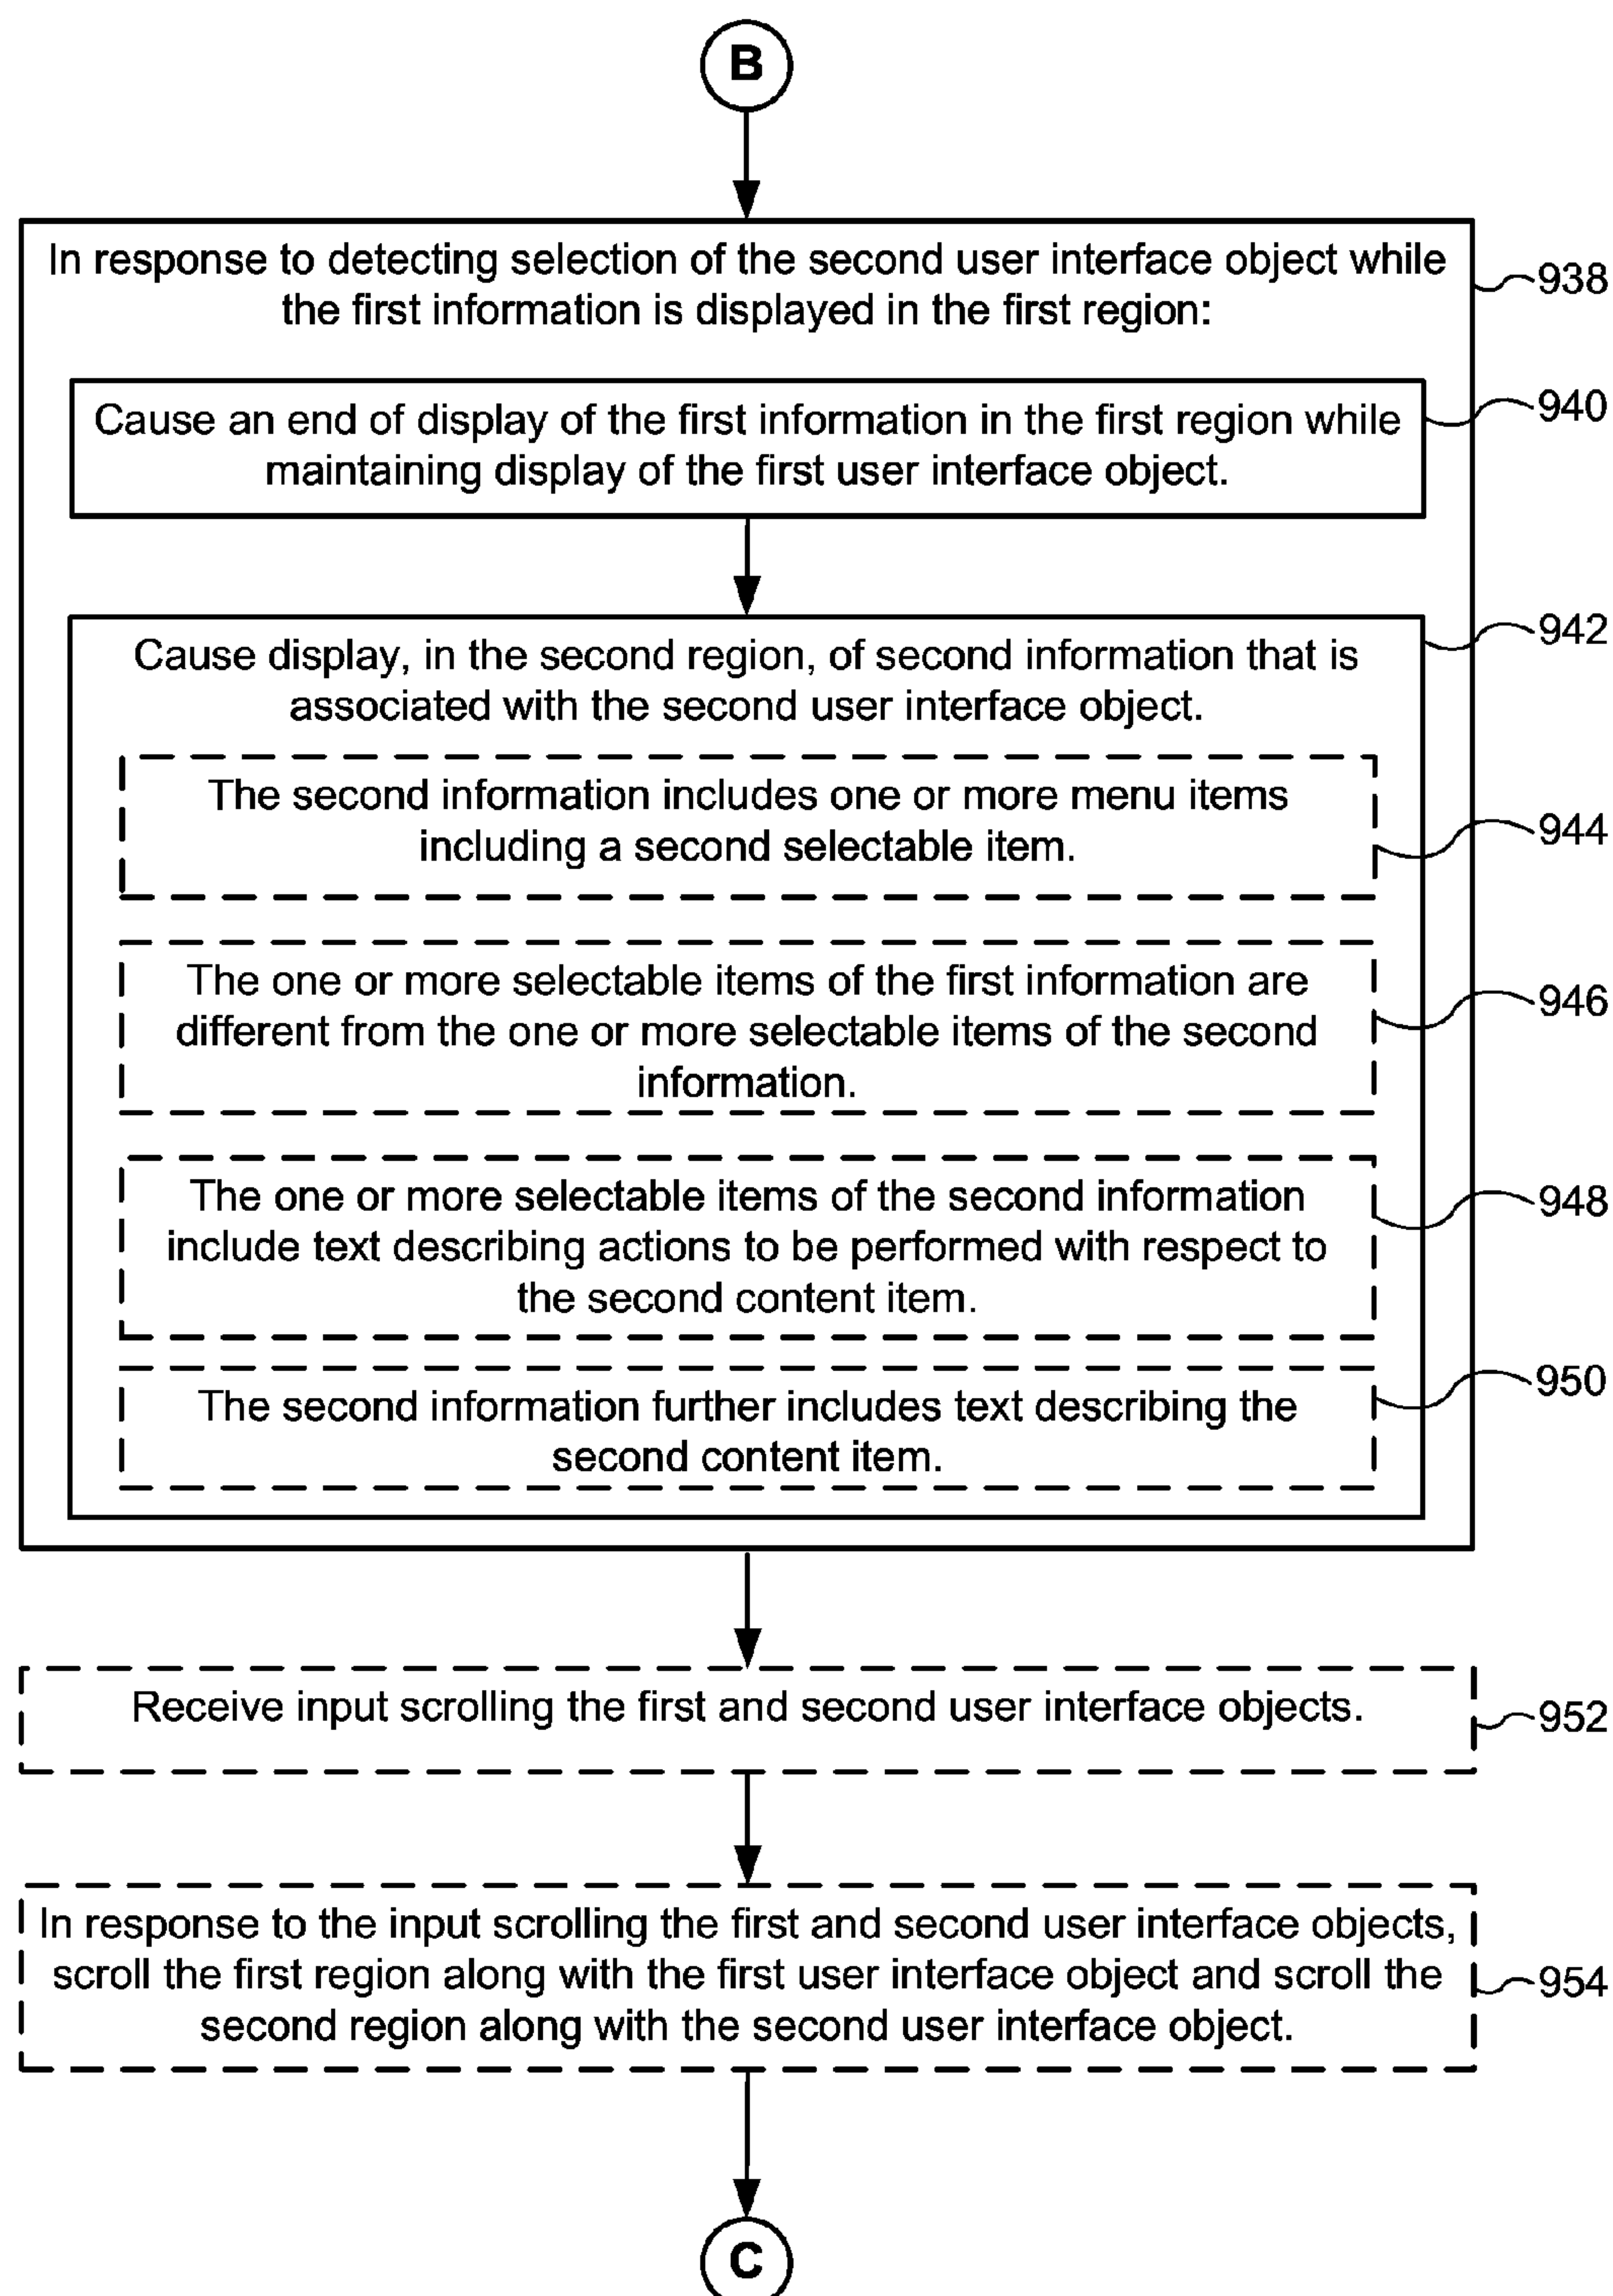 B
In response to detecting selection of the second user interface object while
the first information is displayed in the first region:
938
Cause an end of display of the first information in the first region while
maintaining display of the first user interface object.
940
Cause display, in the second region, of second information that is
associated with the second user interface object.
942
The second information includes one or more menu items
including a second selectable item.
944
The one or more selectable items of the first information are
different from the one or more selectable items of the second
information.
946
The one or more selectable items of the second information
include text describing actions to be performed with respect to
the second content item.
948
The second information further includes text describing the
second content item.
950
Receive input scrolling the first and second user interface objects.
952
In response to the input scrolling the first and second user interface objects,
scroll the first region along with the first user interface object and scroll the
second region along with the second user interface object.
954
C